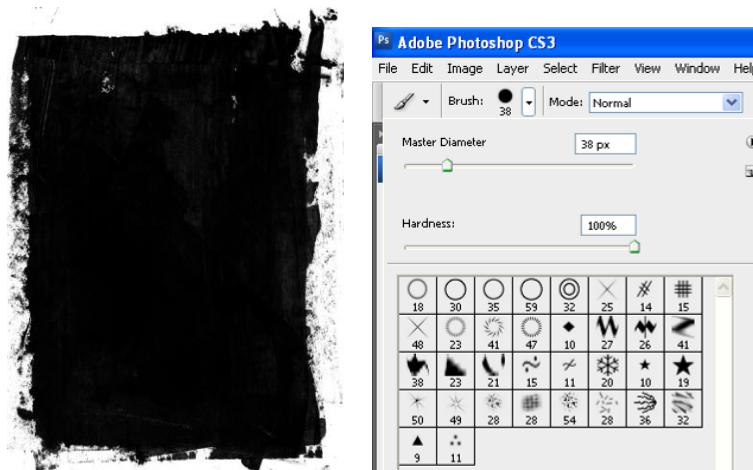 Ps Adobe Photoshop CS3
File Edit Image Layer Select Filter View Window Help
Brush: 38 Mode: Normal
Master Diameter 38 px
Hardness: 100%
18 30 35 59 32 25 14 15
48 23 41 47 10 27 26 41
38 23 21 15 11 20 10 19
50 49 28 28 54 28 36 32
9 11